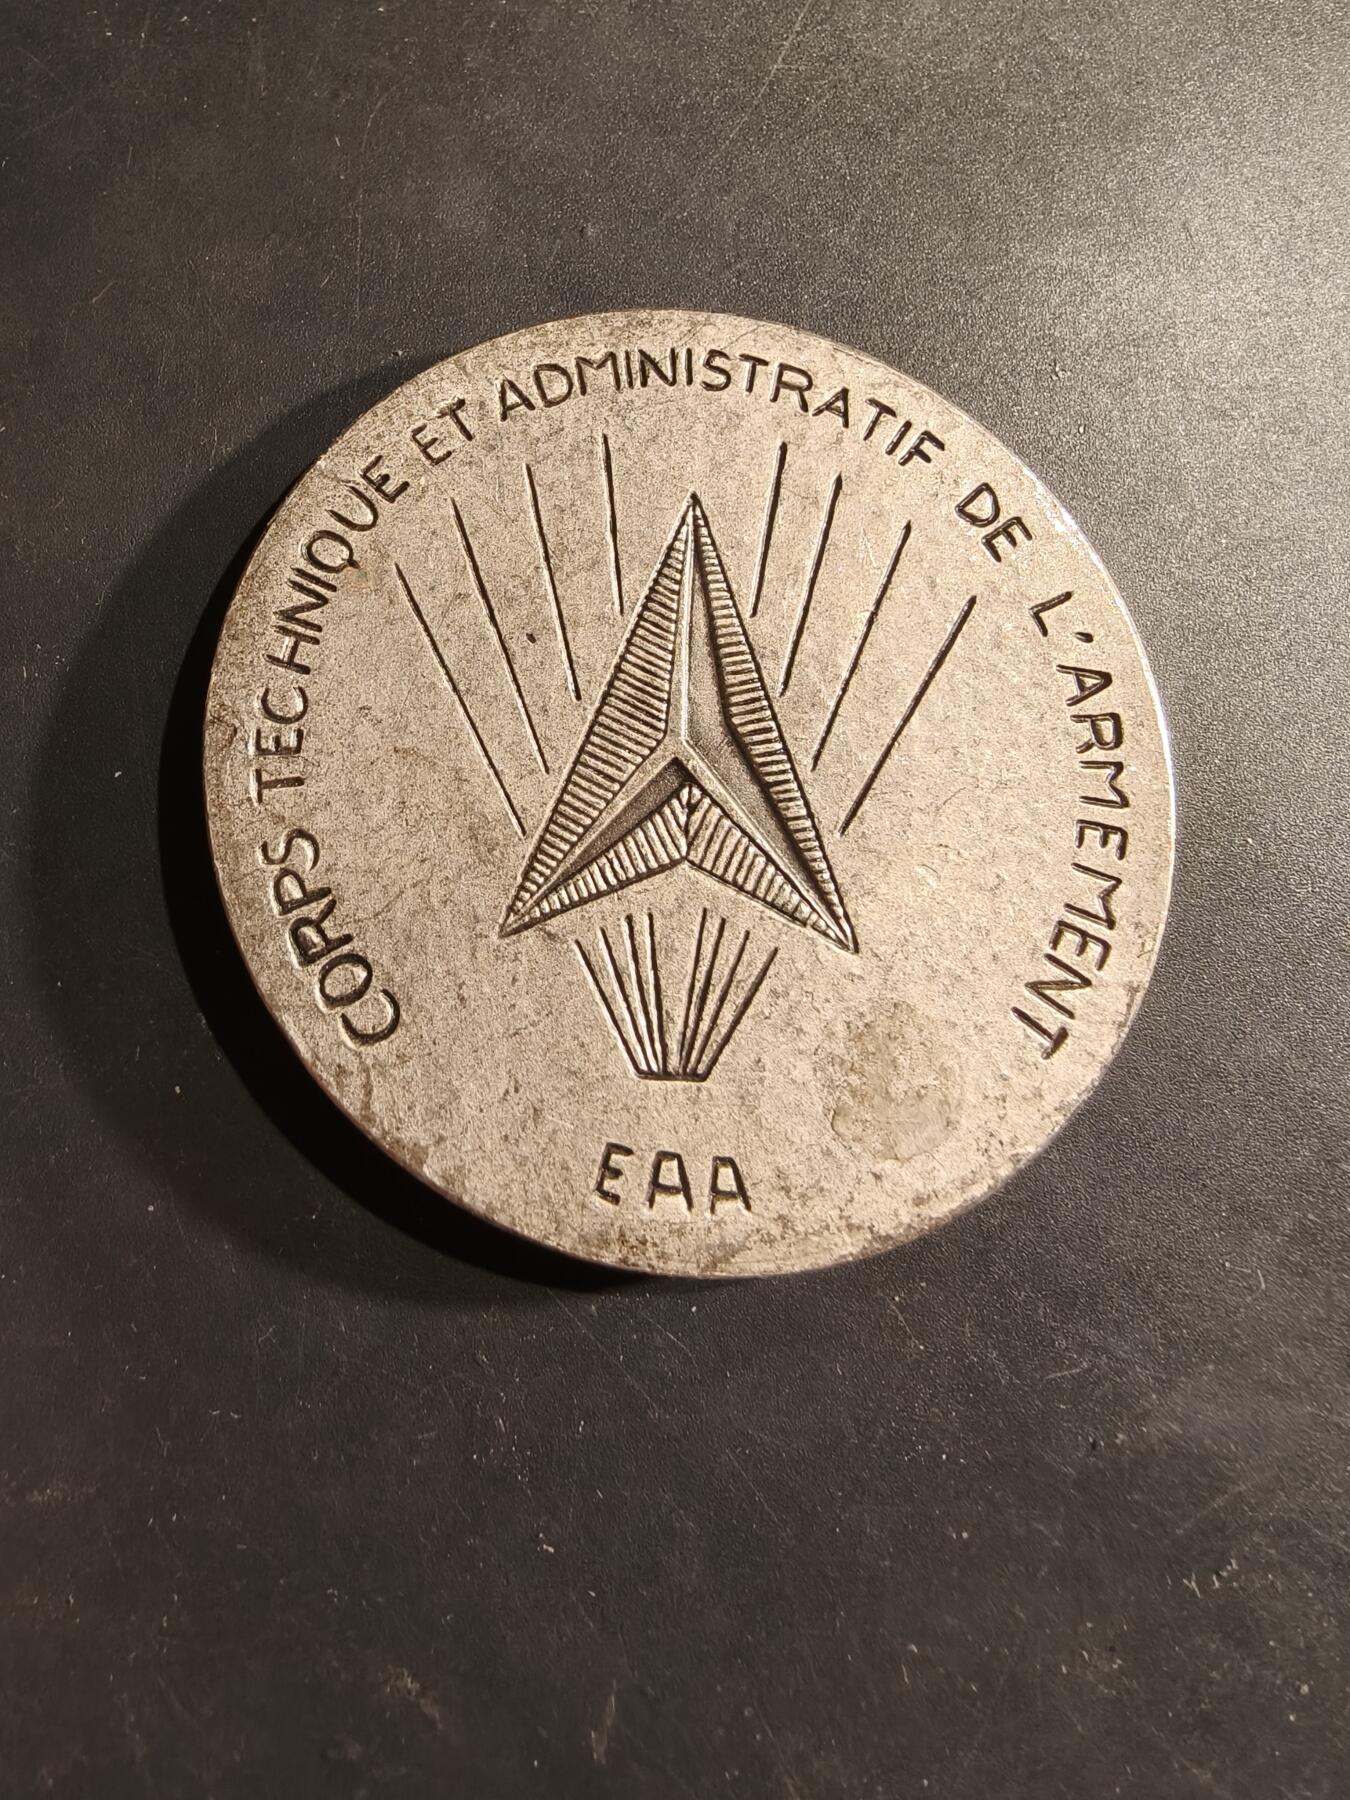 CORPS TECHNIQUE ET ADMINISTRATIF DE L'ARMEMENT
EAA